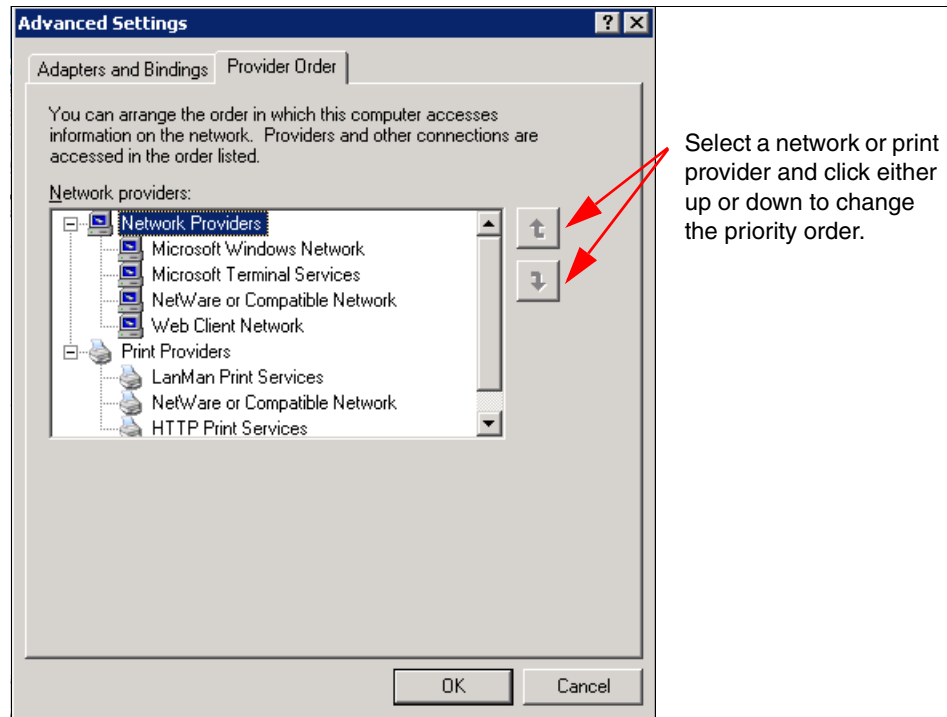 Advanced Settings
Adapters and Bindings
Provider Order
You can arrange the order in which this computer accesses
information on the network. Providers and other connections are
accessed in the order listed.
Network providers:
Network Providers
Microsoft Windows Network
Microsoft Terminal Services
NetWare or Compatible Network
Web Client Network
Print Providers
LanMan Print Services
NetWare or Compatible Network
HTTP Print Services
OK
Cancel
Select a network or print
provider and click either
up or down to change
the priority order.